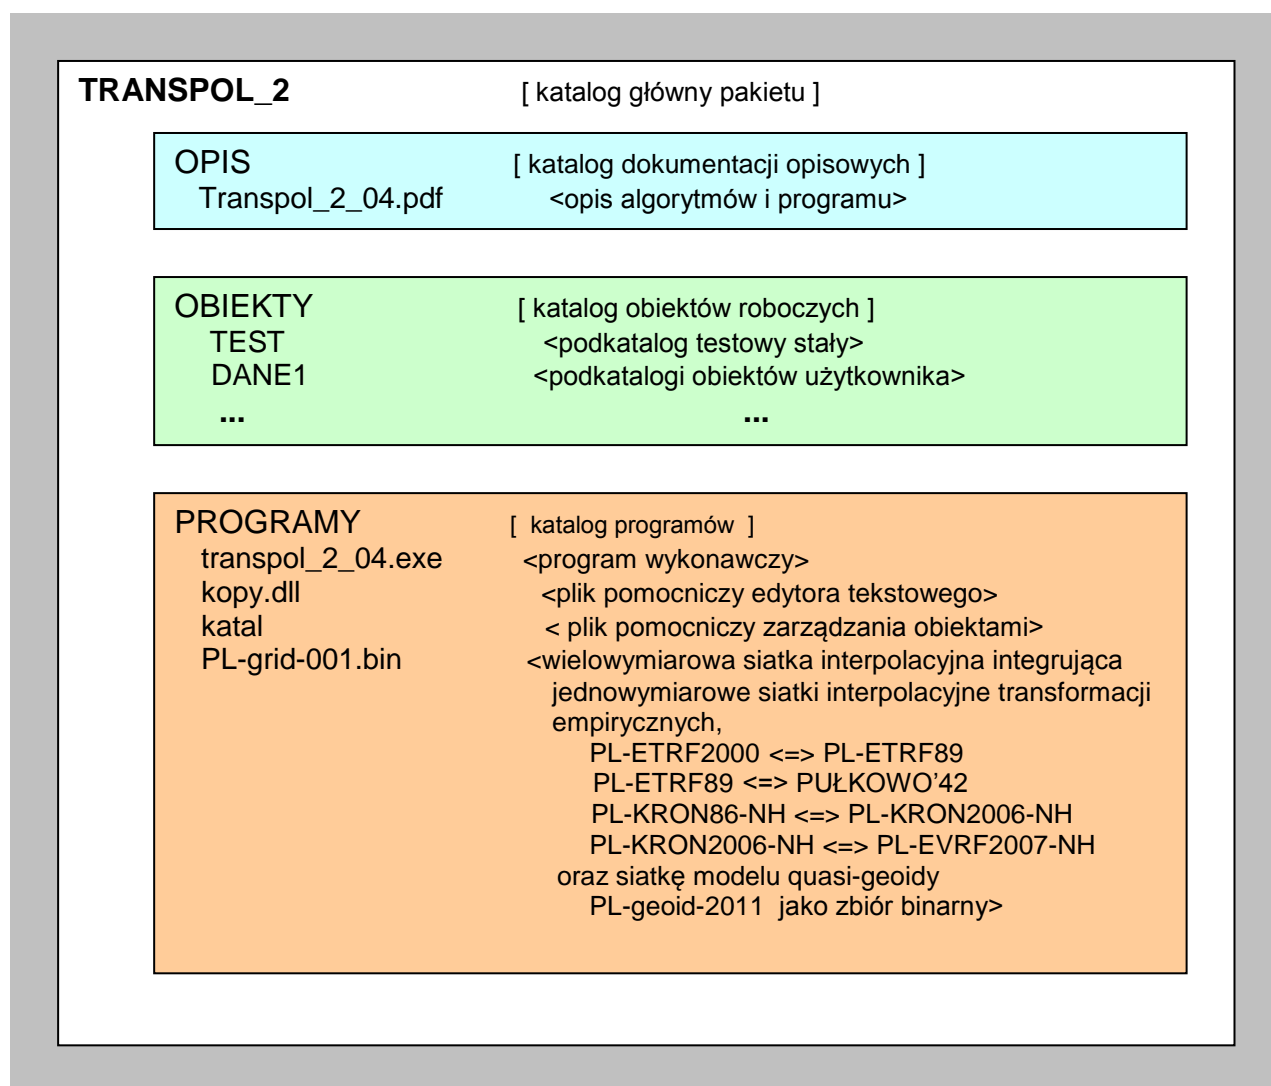 TRANSPOL_2 [ katalog główny pakietu ]
OPIS [ katalog dokumentacji opisowych ]
Transpol_2_04.pdf <opis algorytmów i programu>
OBIEKTY [ katalog obiektów roboczych ]
TEST <podkatalog testowy stały>
DANE1 <podkatalogi obiektów użytkownika>
... ...
PROGRAMY [ katalog programów ]
transpol_2_04.exe <program wykonawczy>
kopy.dll <plik pomocniczy edytora tekstowego>
katal < plik pomocniczy zarządzania obiektami>
PL-grid-001.bin <wielowymiarowa siatka interpolacyjna integrująca
jednowymiarowe siatki interpolacyjne transformacji
empirycznych,
PL-ETRF2000 <=> PL-ETRF89
PL-ETRF89 <=> PUŁKOWO’42
PL-KRON86-NH <=> PL-KRON2006-NH
PL-KRON2006-NH <=> PL-EVRF2007-NH
oraz siatkę modelu quasi-geoidy
PL-geoid-2011 jako zbiór binarny>